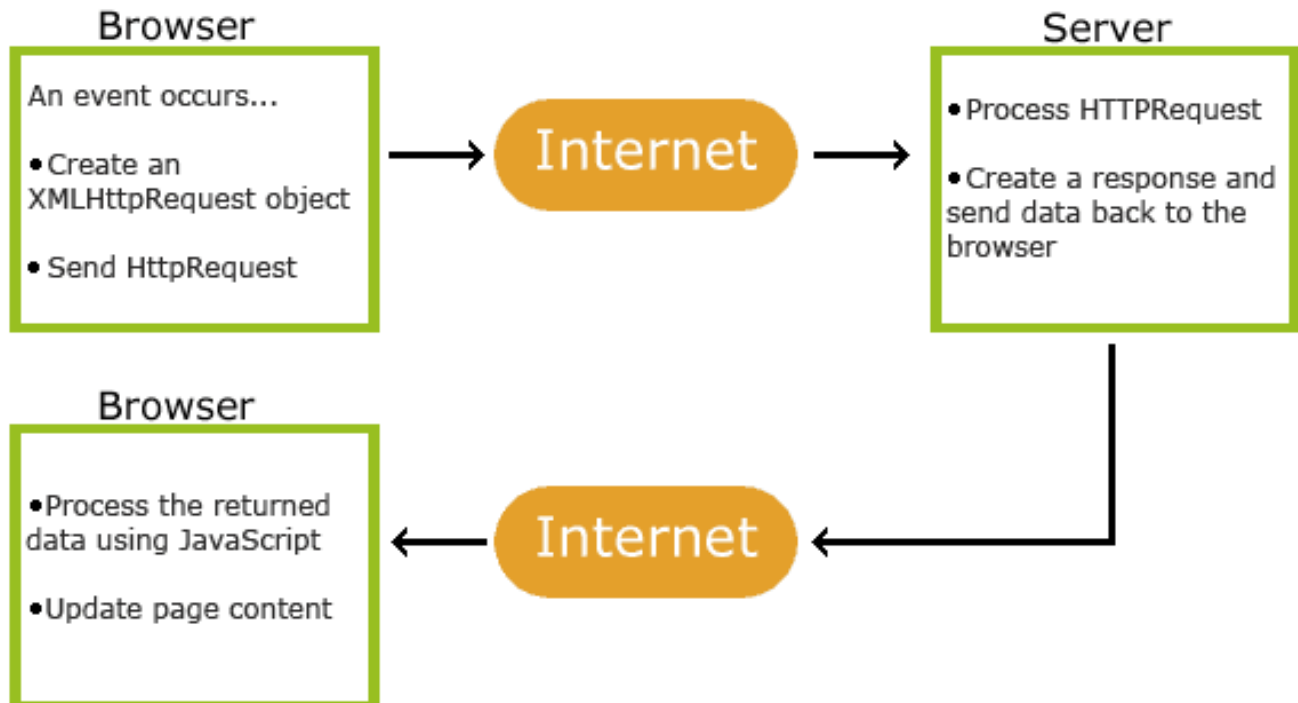 Browser
An event occurs...
•Create an
XMLHttpRequest object
• Send HttpRequest
Internet
Server
•Process HTTPRequest
•Create a response and
send data back to the
browser
Browser
•Process the returned
data using JavaScript
•Update page content
Internet